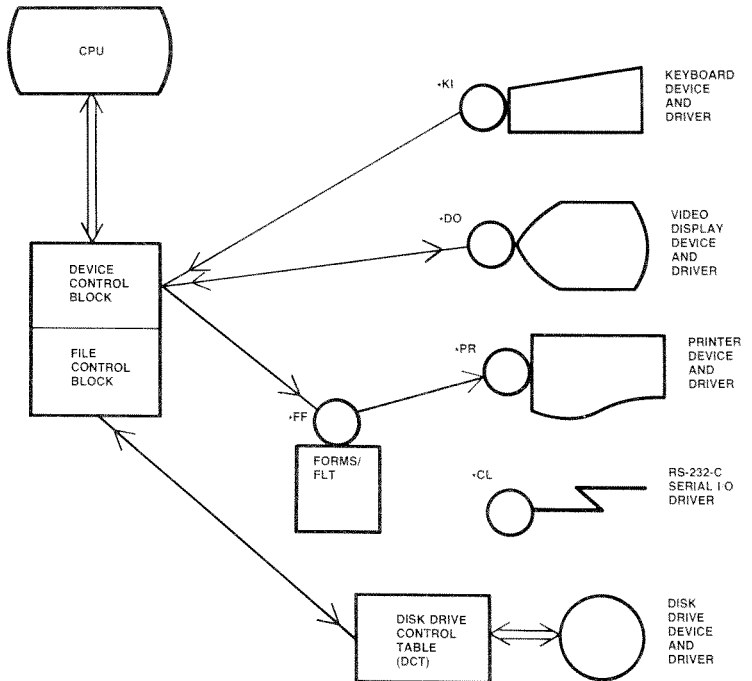 CPU
*KI
KEYBOARD
DEVICE
AND
DRIVER
*DO
VIDEO
DISPLAY
DEVICE
AND
DRIVER
DEVICE
CONTROL
BLOCK
FILE
CONTROL
BLOCK
*PR
PRINTER
DEVICE
AND
DRIVER
*FF
FORMS/
FLT
*CL
RS-232-C
SERIAL I·O
DRIVER
DISK DRIVE
CONTROL
TABLE
(DCT)
DISK
DRIVE
DEVICE
AND
DRIVER